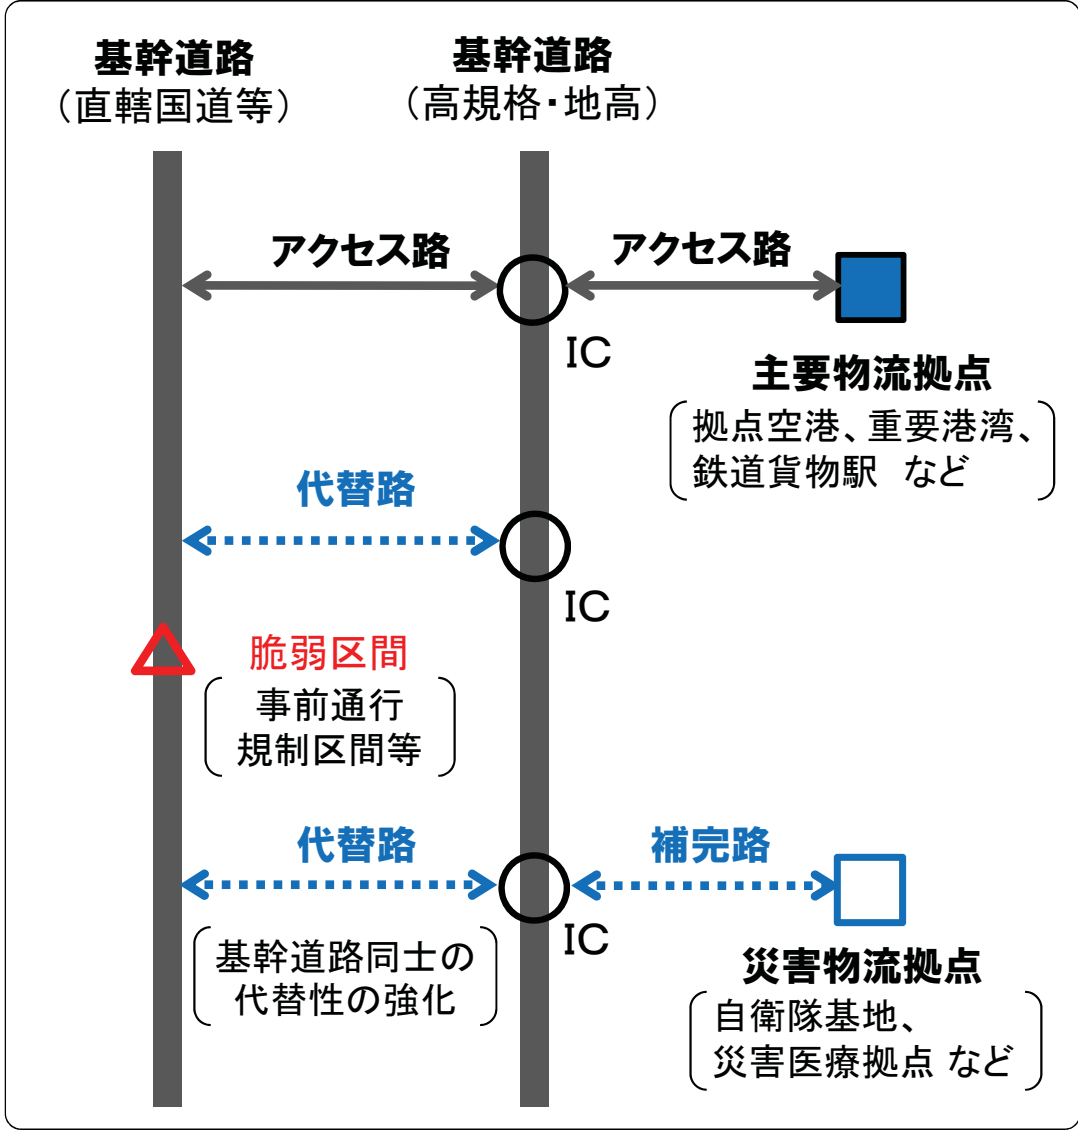 基幹道路
（直轄国道等）
基幹道路
（高規格・地高）
アクセス路
アクセス路
IC
主要物流拠点
拠点空港、重要港湾、
鉄道貨物駅 など
代替路
IC
脆弱区間
事前通行
規制区間等
代替路
補完路
IC
基幹道路同士の
代替性の強化
災害物流拠点
自衛隊基地、
災害医療拠点 など